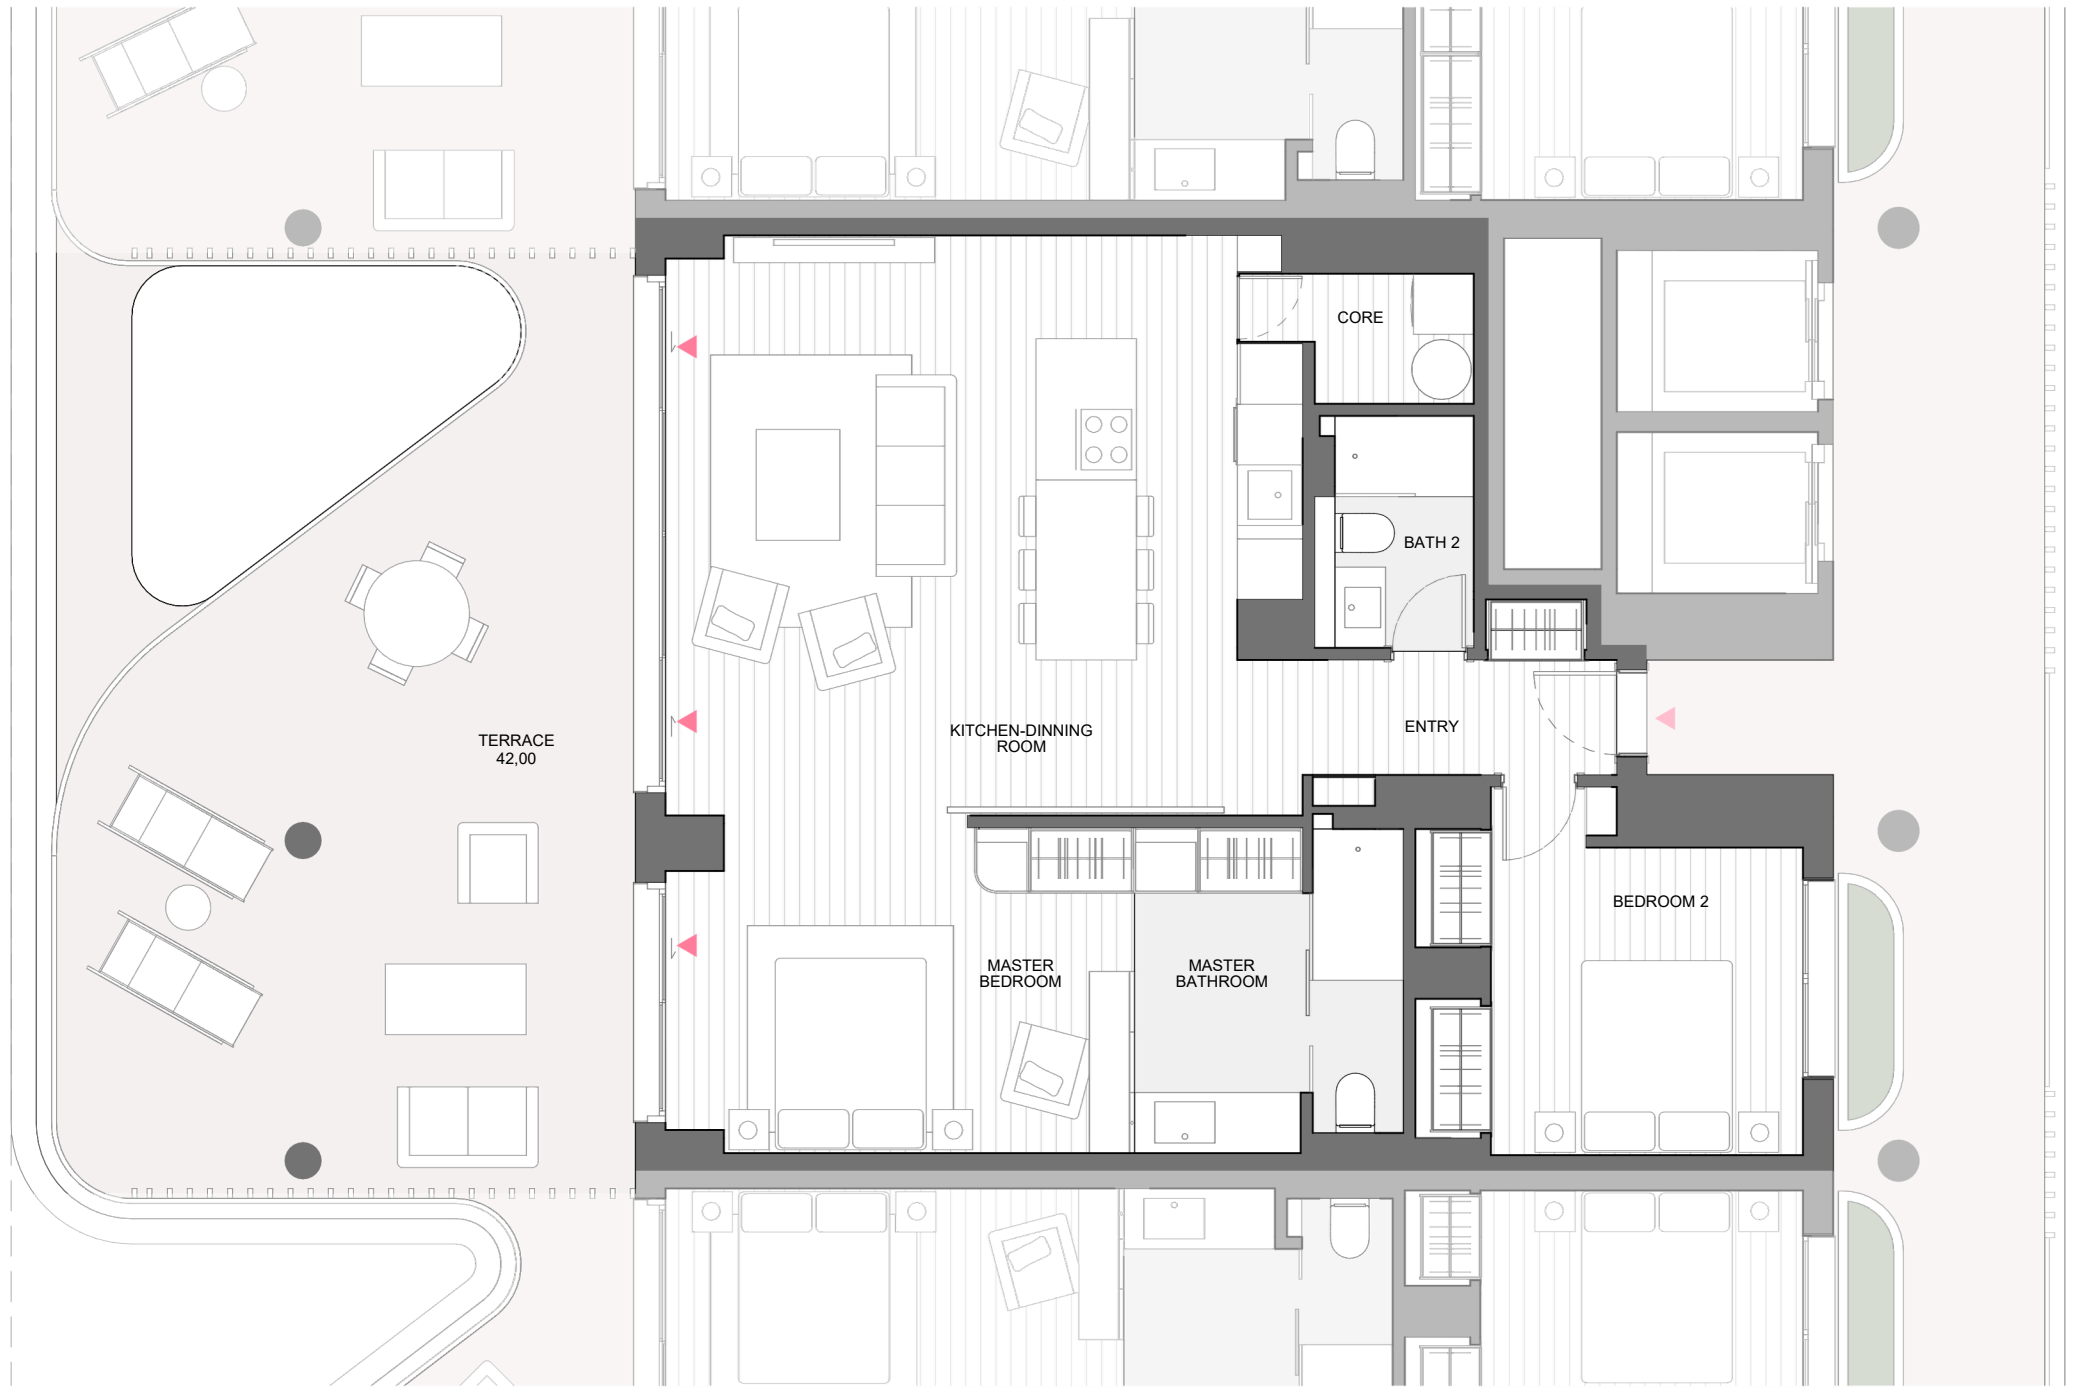 CORE
BATH 2
ENTRY
KITCHEN-DINNING
ROOM
TERRACE
42,00
BEDROOM 2
MASTER
BEDROOM
MASTER
BATHROOM